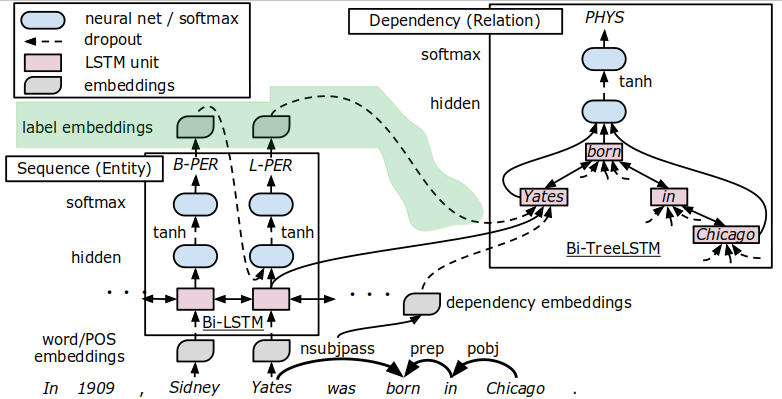 neural net / softmax
dropout
LSTM unit
embeddings
Dependency (Relation)
PHYS
softmax
tanh
hidden
label embeddings
born
Yates
in
Chicago
Bi-TreeLSTM
Sequence (Entity)
B-PER
L-PER
softmax
tanh
tanh
hidden
. . .
. . .
Bi-LSTM
dependency embeddings
word/POS
embeddings
nsubjpass
prep
pobj
In 1909 , Sidney Yates was born in Chicago .